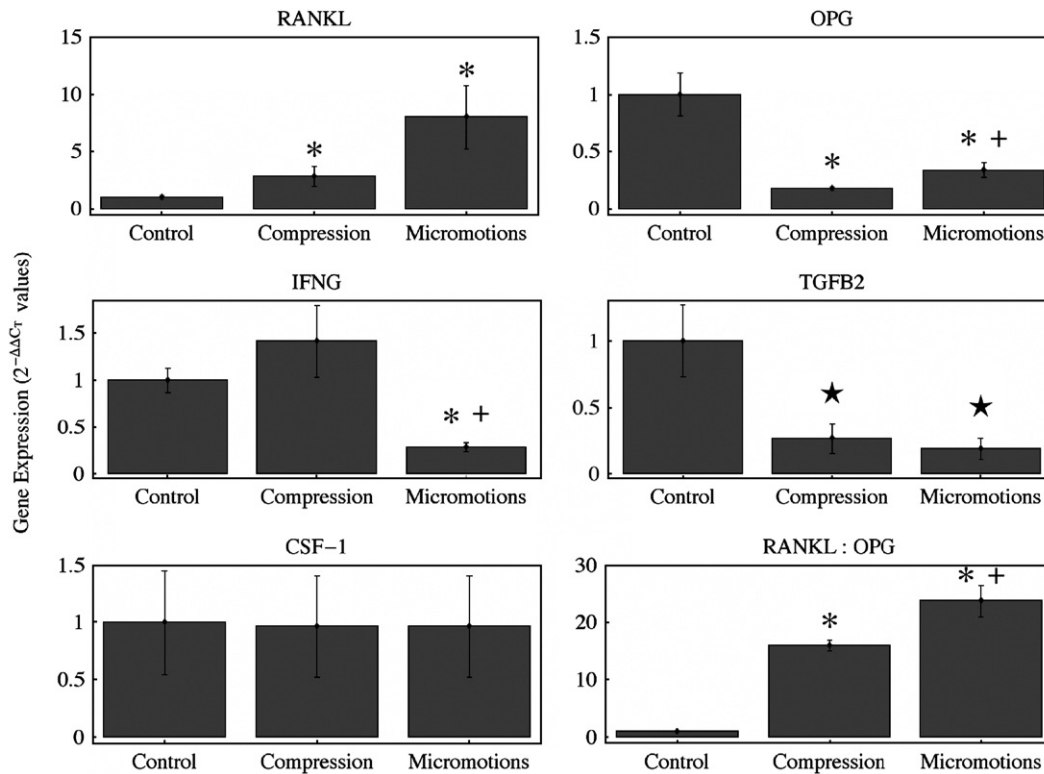 RANKL
15
10
5
0
*
*
Control Compression Micromotions
OPG
1.5
1
0.5
0
*
* +
Control Compression Micromotions
Gene Expression (2^−ΔΔC_T values)
IFNG
1.5
1
0.5
0
* +
Control Compression Micromotions
TGFB2
1
0.5
0
★
★
Control Compression Micromotions
CSF−1
1.5
1
0.5
0
Control Compression Micromotions
RANKL : OPG
30
20
10
0
*
* +
Control Compression Micromotions